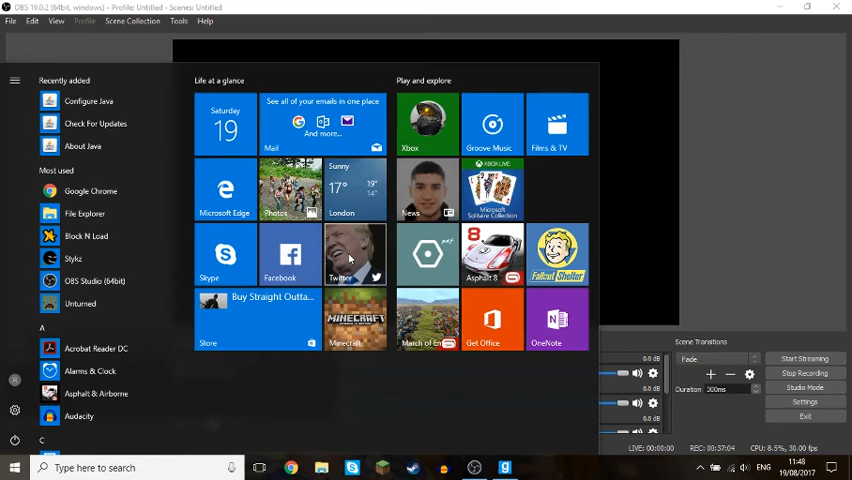 OBS 19.0.2 (64bit, windows) - Profile: Untitled - Scenes: Untitled
File Edit View Profile Scene Collection Tools Help
Recently added
Configure Java
Check For Updates
About Java
Most used
Google Chrome
File Explorer
Block N Load
Stykz
OBS Studio (64bit)
Unturned
A
Acrobat Reader DC
Alarms & Clock
Asphalt 8: Airborne
Audacity
C
Life at a glance
Saturday
19
See all of your emails in one place
And more...
Mail
Microsoft Edge
Photos
Sunny
17° 19°
14°
London
Skype
Facebook
Twitter
Buy Straight Outta...
Store
Minecraft
Play and explore
Xbox
Groove Music
Films & TV
News
XBOX LIVE
Microsoft
Solitaire Collection
8
Asphalt 8
Fallout Shelter
Get Office
OneNote
0.0 dB
0.0 dB
0.0 dB
Scene Transitions
Fade
Duration 300ms
Start Streaming
Stop Recording
Studio Mode
Settings
Exit
LIVE: 00:00:00 REC: 00:37:04 CPU: 8.5%, 30.00 fps
Type here to search
ENG
11:48
19/08/2017